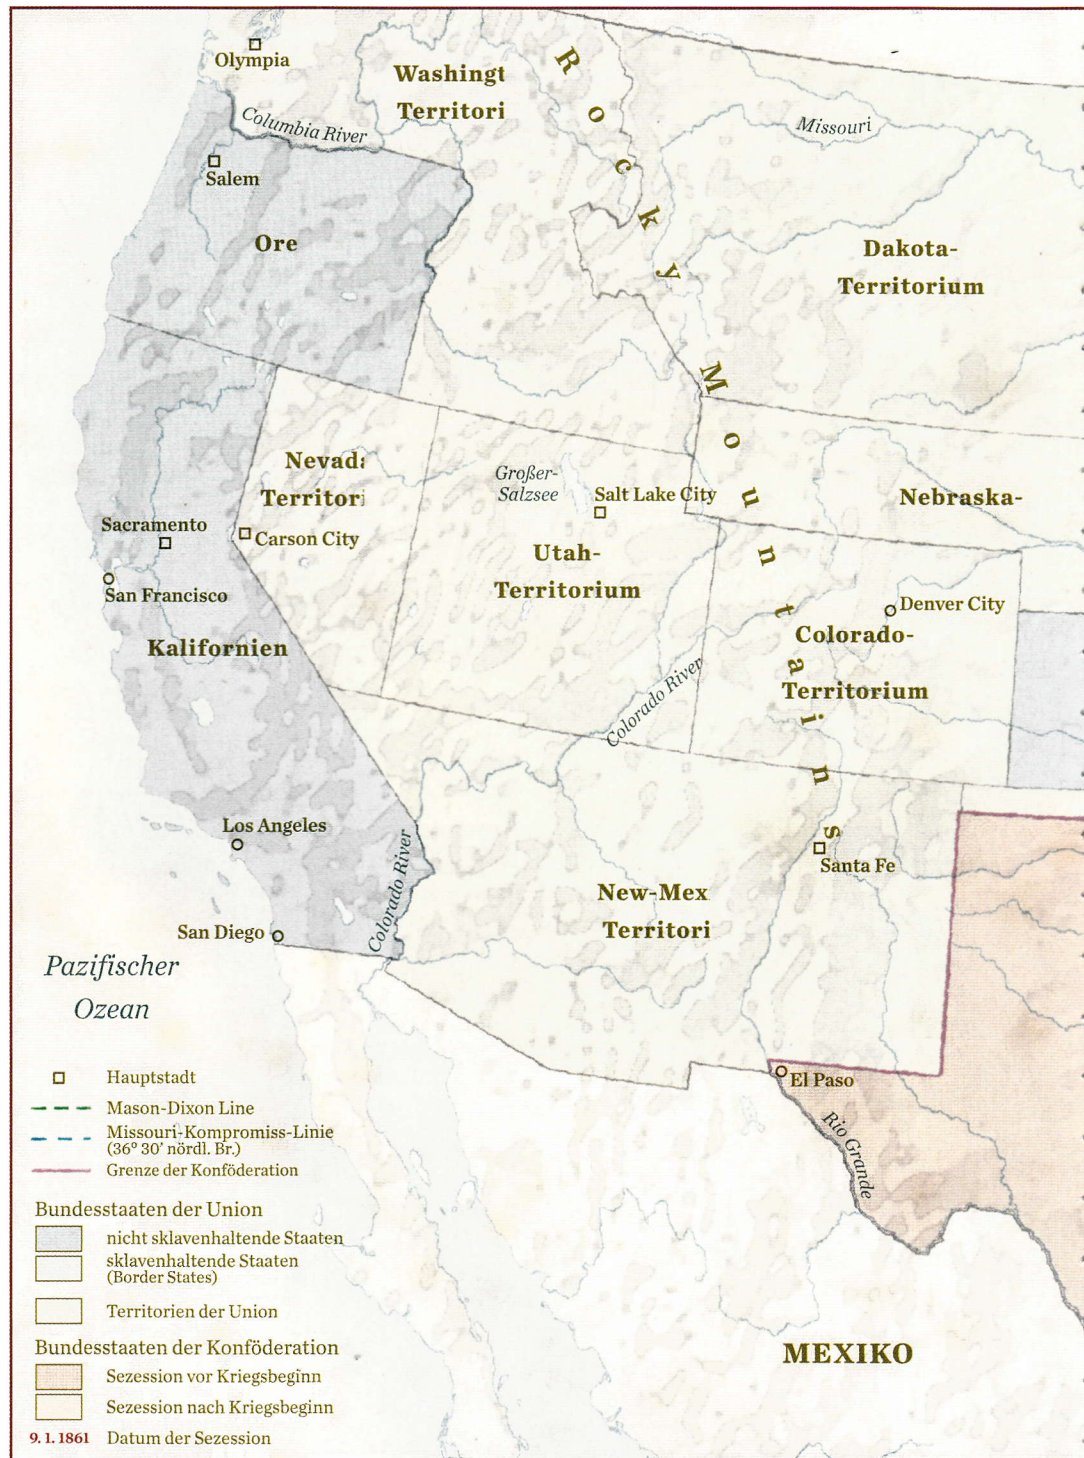 Olympia
Washingt
Territori
Columbia River
Missouri
Rocky Mountains
Salem
Ore
Dakota-
Territorium
Nevad
Territori
Großer-
Salzsee
Salt Lake City
Nebraska-
Sacramento
Carson City
Utah-
Territorium
San Francisco
Denver City
Kalifornien
Colorado-
Territorium
Colorado River
Los Angeles
Colorado River
Santa Fe
New-Mex
Territori
San Diego
Pazifischer
Ozean
El Paso
Rio Grande
MEXIKO
Hauptstadt
Mason-Dixon Line
Missouri-Kompromiss-Linie
(36° 30' nördl. Br.)
Grenze der Konföderation
Bundesstaaten der Union
nicht sklavenhaltende Staaten
sklavenhaltende Staaten
(Border States)
Territorien der Union
Bundesstaaten der Konföderation
Sezession vor Kriegsbeginn
Sezession nach Kriegsbeginn
9. 1. 1861 Datum der Sezession